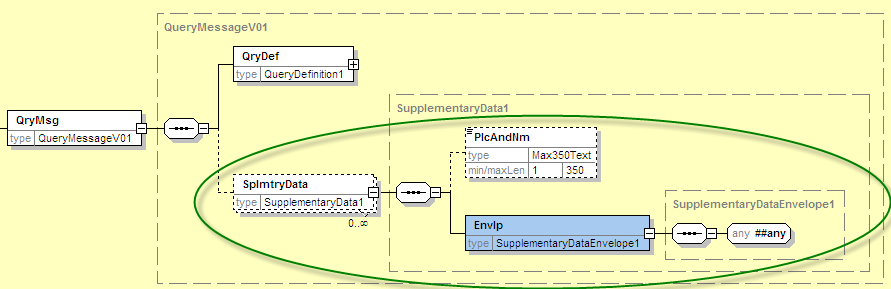 QueryMessageV01
QryDef
type QueryDefinition1
SupplementaryData1
QryMsg
type QueryMessageV01
PlcAndNm
type Max350Text
min/maxLen 1 350
SplmtryData
type SupplementaryData1
0..∞
SupplementaryDataEnvelope1
Envlp
type SupplementaryDataEnvelope1
any ##any